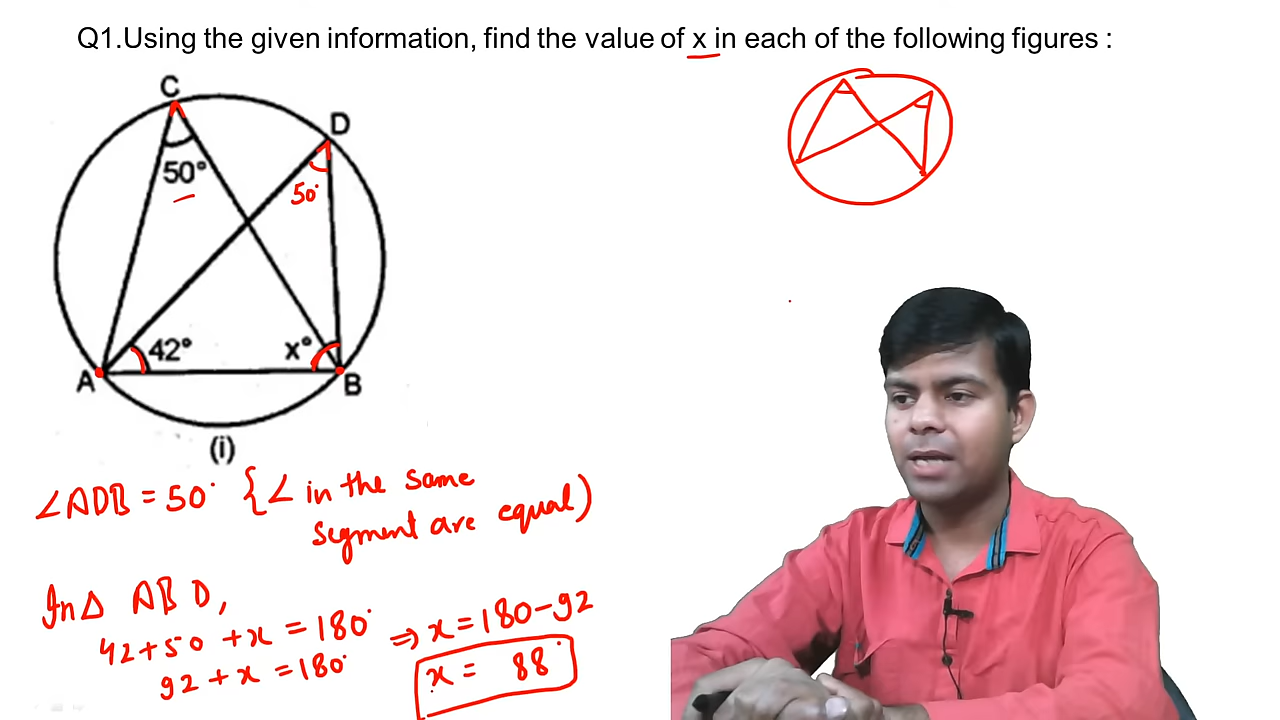 Q1.Using the given information, find the value of x in each of the following figures :
C
D
50°
50°
42°
x°
A
B
(i)
∠ADB = 50° {∠ in the same
segment are equal)
In Δ ABD,
42+50+x = 180°
92+x = 180°
⇒ x = 180-92
x = 88°